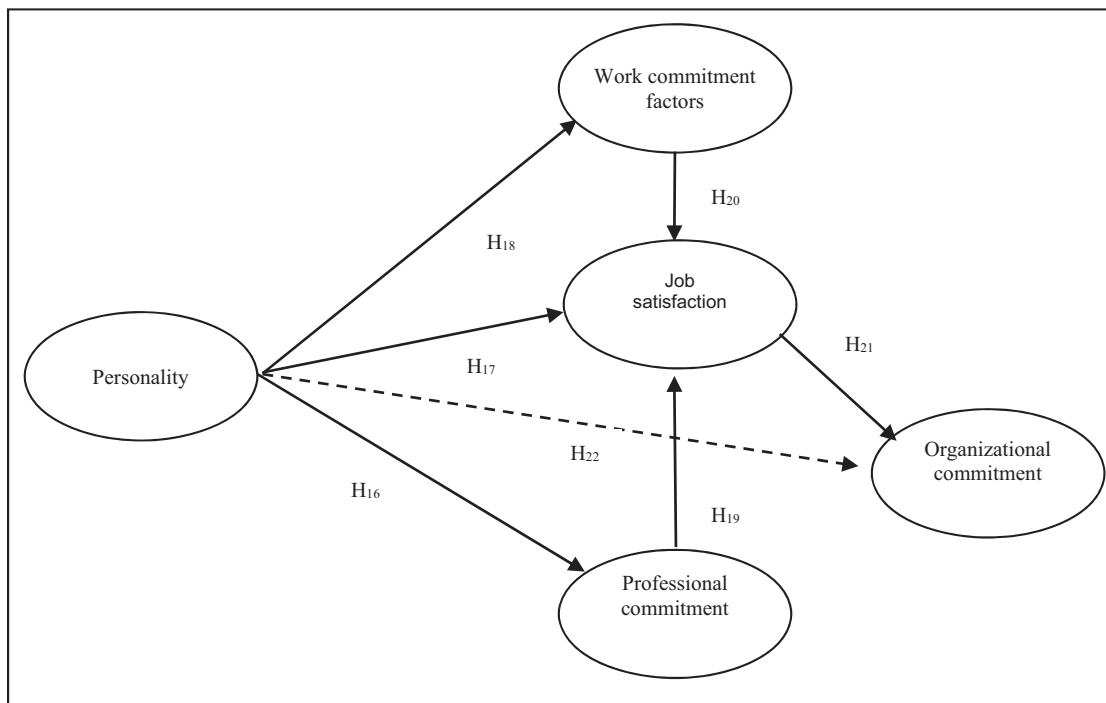 Work commitment
factors
H20
H18
Job
satisfaction
H21
H17
Personality
Organizational
commitment
H22
H16
H19
Professional
commitment